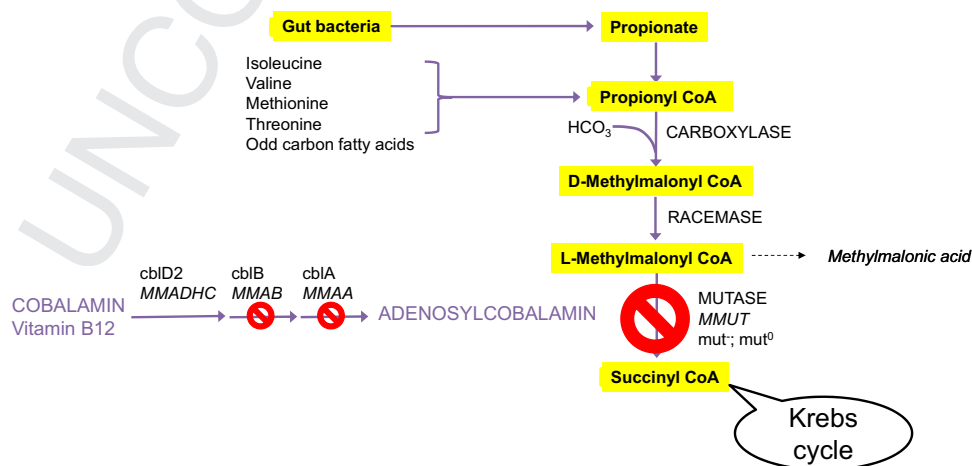 Gut bacteria
Propionate
Isoleucine
Valine
Methionine
Threonine
Odd carbon fatty acids
Propionyl CoA
HCO₃
CARBOXYLASE
D-Methylmalonyl CoA
RACEMASE
L-Methylmalonyl CoA
Methylmalonic acid
cblD2
MMADHC
cblB
MMAB
cblA
MMAA
COBALAMIN
Vitamin B12
ADENOSYLCOBALAMIN
MUTASE
MMUT
mut⁻; mut⁰
Succinyl CoA
Krebs
cycle
UNCO